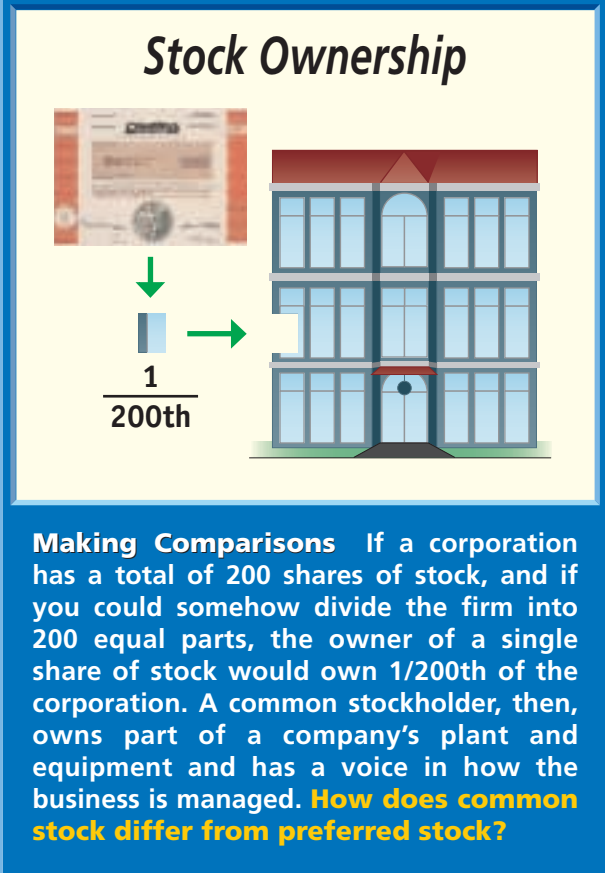 Stock Ownership
1
200th
Making Comparisons If a corporation
has a total of 200 shares of stock, and if
you could somehow divide the firm into
200 equal parts, the owner of a single
share of stock would own 1/200th of the
corporation. A common stockholder, then,
owns part of a company's plant and
equipment and has a voice in how the
business is managed. How does common
stock differ from preferred stock?